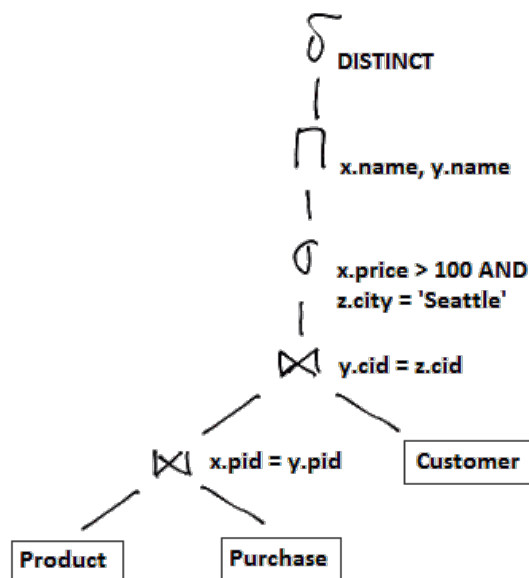 δ
DISTINCT
Π
x.name, y.name
σ
x.price > 100 AND
z.city = 'Seattle'
⋈
y.cid = z.cid
⋈
x.pid = y.pid
Customer
Product
Purchase